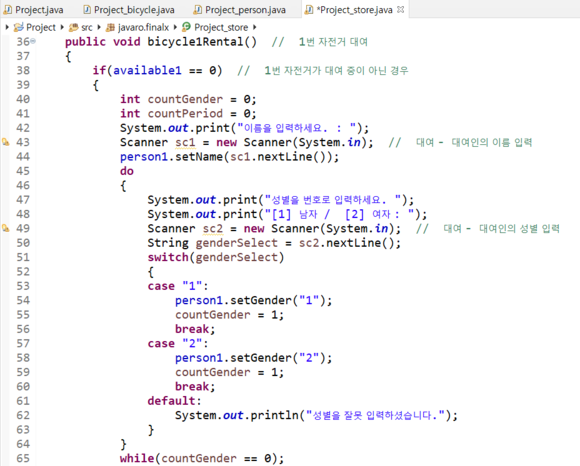 Project.java Project_bicycle.java Project_person.java *Project_store.java
Project src javaro.finalx Project_store
36 public void bicycle1Rental() // 1번 자전거 대여
37 {
38 if(available1 == 0) // 1번 자전거가 대여 중이 아닌 경우
39 {
40 int countGender = 0;
41 int countPeriod = 0;
42 System.out.print("이름을 입력하세요. : ");
43 Scanner sc1 = new Scanner(System.in); // 대여 - 대여인의 이름 입력
44 person1.setName(sc1.nextLine());
45 do
46 {
47 System.out.print("성별을 번호로 입력하세요. ");
48 System.out.print("[1] 남자 / [2] 여자 : ");
49 Scanner sc2 = new Scanner(System.in); // 대여 - 대여인의 성별 입력
50 String genderSelect = sc2.nextLine();
51 switch(genderSelect)
52 {
53 case "1":
54 person1.setGender("1");
55 countGender = 1;
56 break;
57 case "2":
58 person1.setGender("2");
59 countGender = 1;
60 break;
61 default:
62 System.out.println("성별을 잘못 입력하셨습니다.");
63 }
64 }
65 while(countGender == 0);